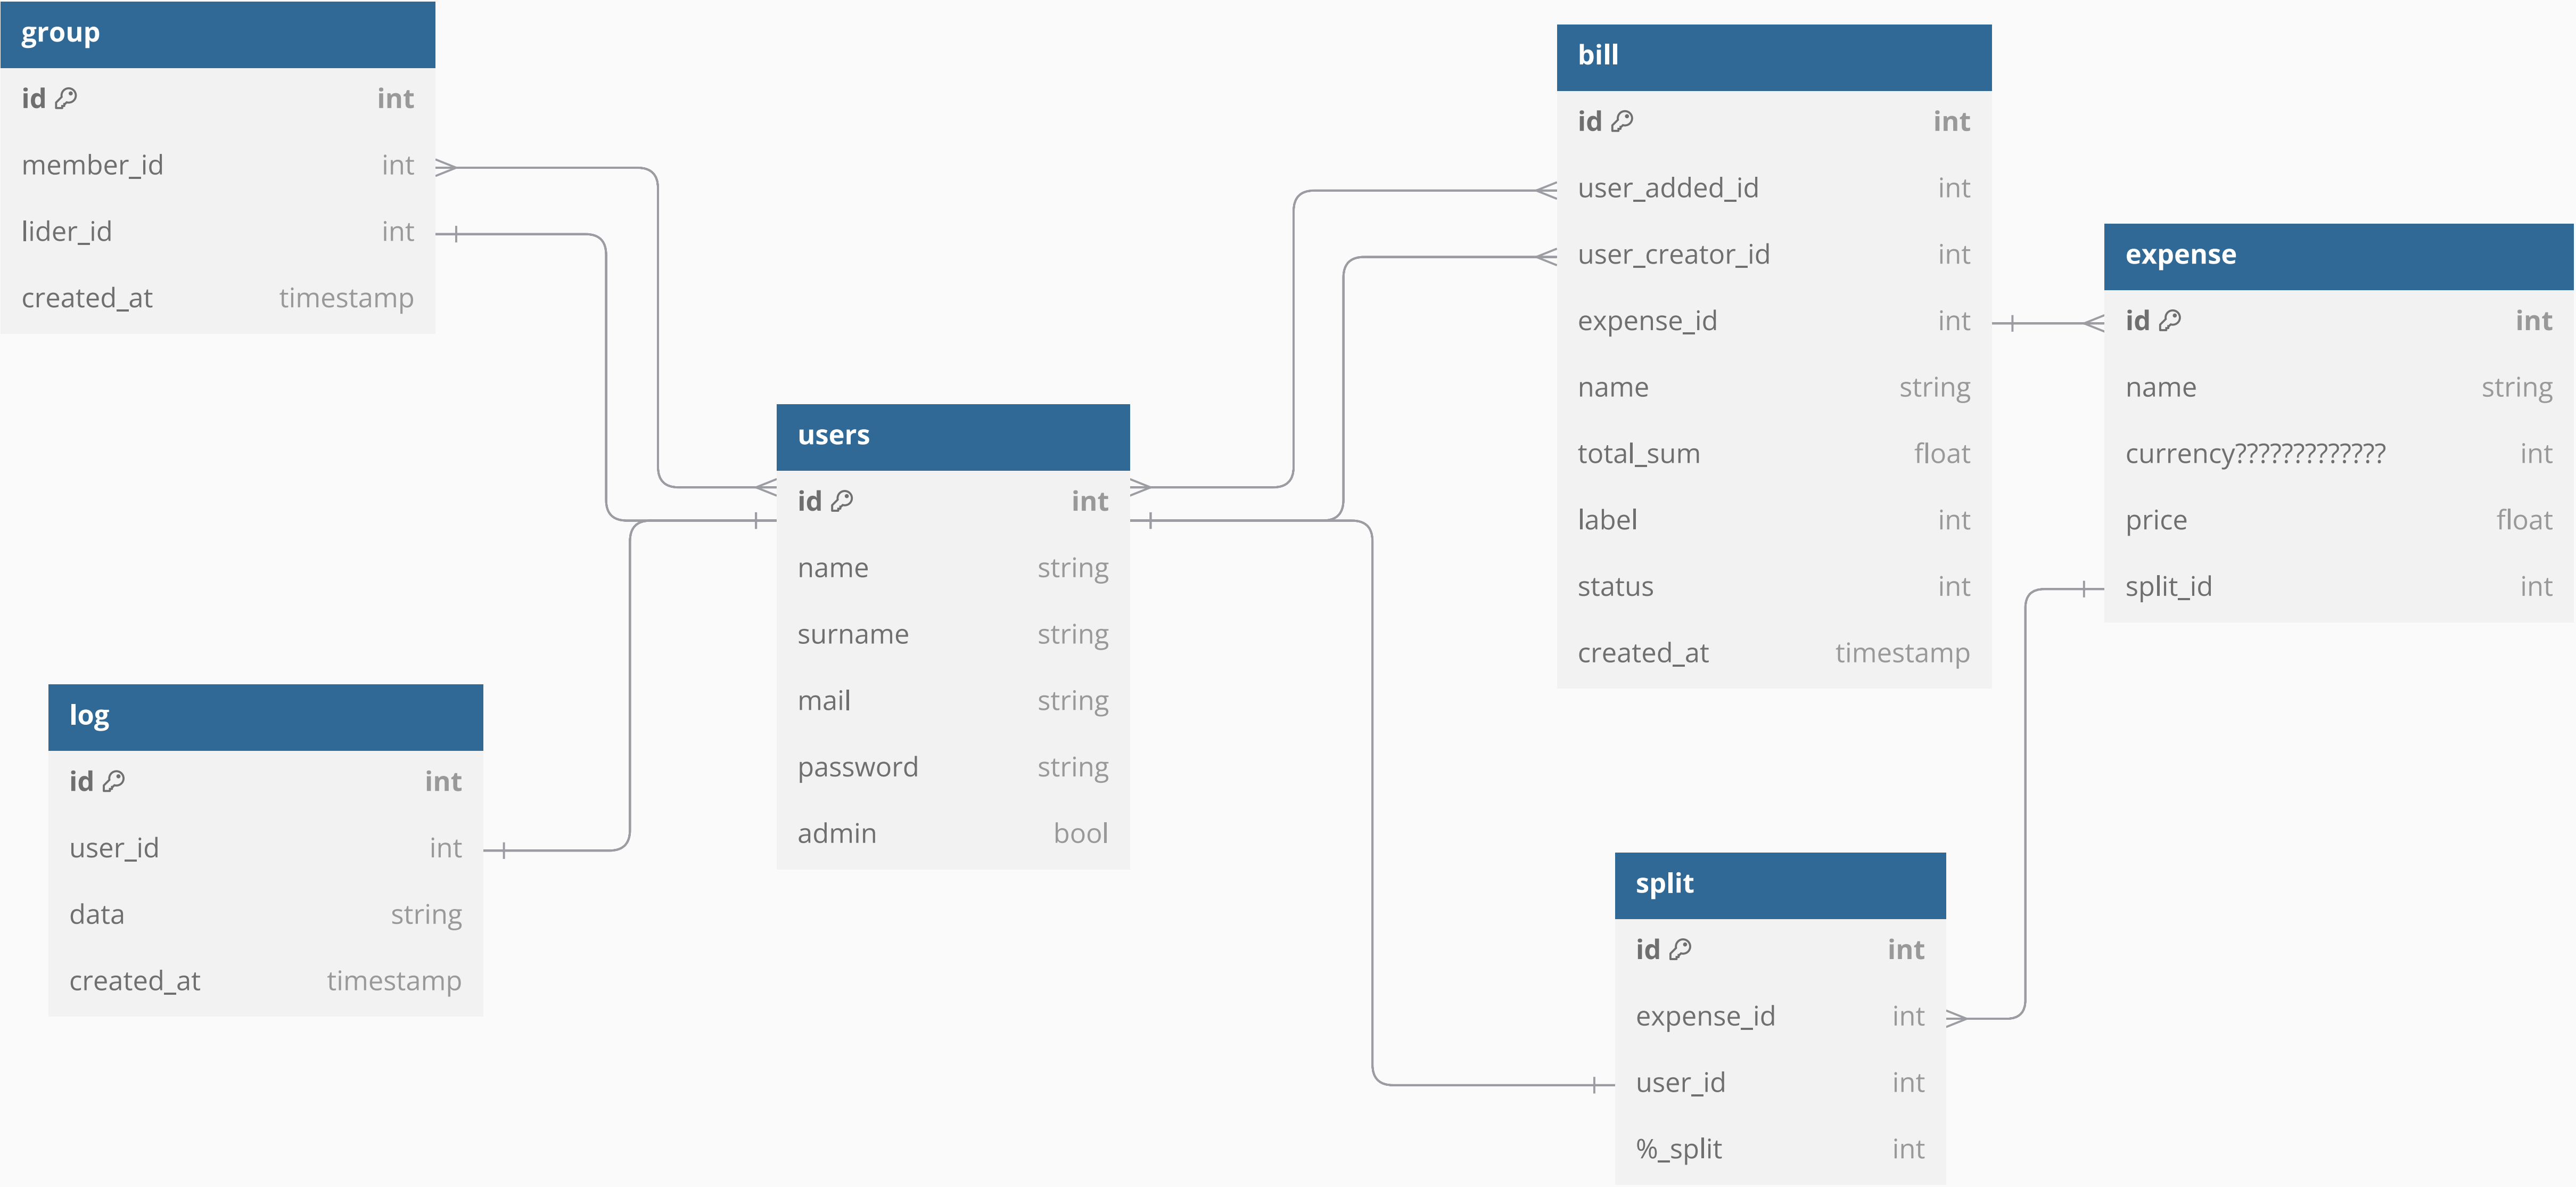 group
id int
member_id int
lider_id int
created_at timestamp
bill
id int
user_added_id int
user_creator_id int
expense_id int
name string
total_sum float
label int
status int
created_at timestamp
expense
id int
name string
currency????????????? int
price float
split_id int
users
id int
name string
surname string
mail string
password string
admin bool
log
id int
user_id int
data string
created_at timestamp
split
id int
expense_id int
user_id int
%_split int